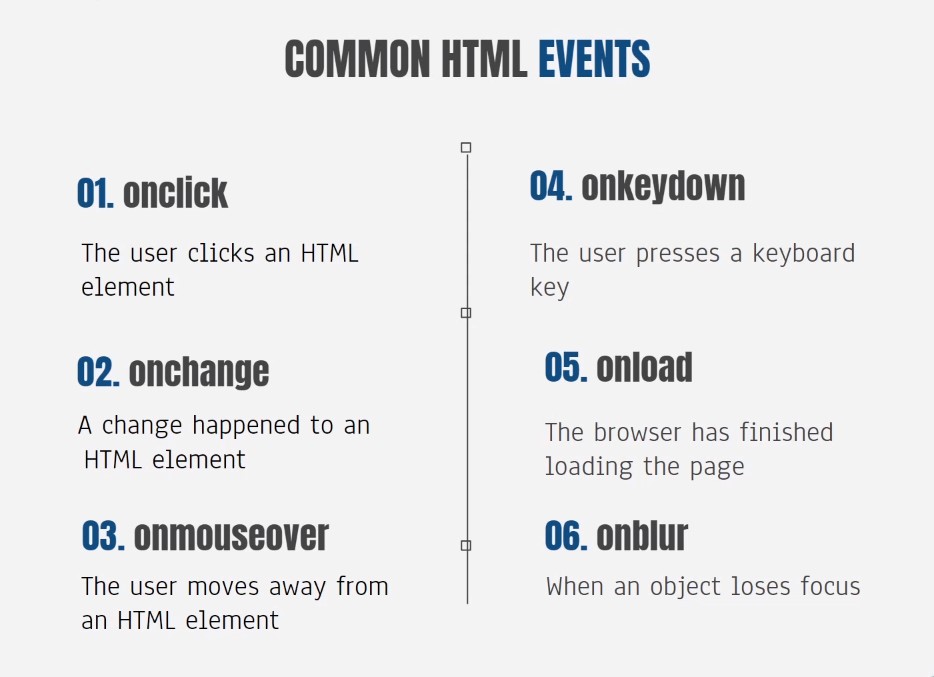 COMMON HTML EVENTS
01. onclick
The user clicks an HTML
element
02. onchange
A change happened to an
HTML element
03. onmouseover
The user moves away from
an HTML element
04. onkeydown
The user presses a keyboard
key
05. onload
The browser has finished
loading the page
06. onblur
When an object loses focus